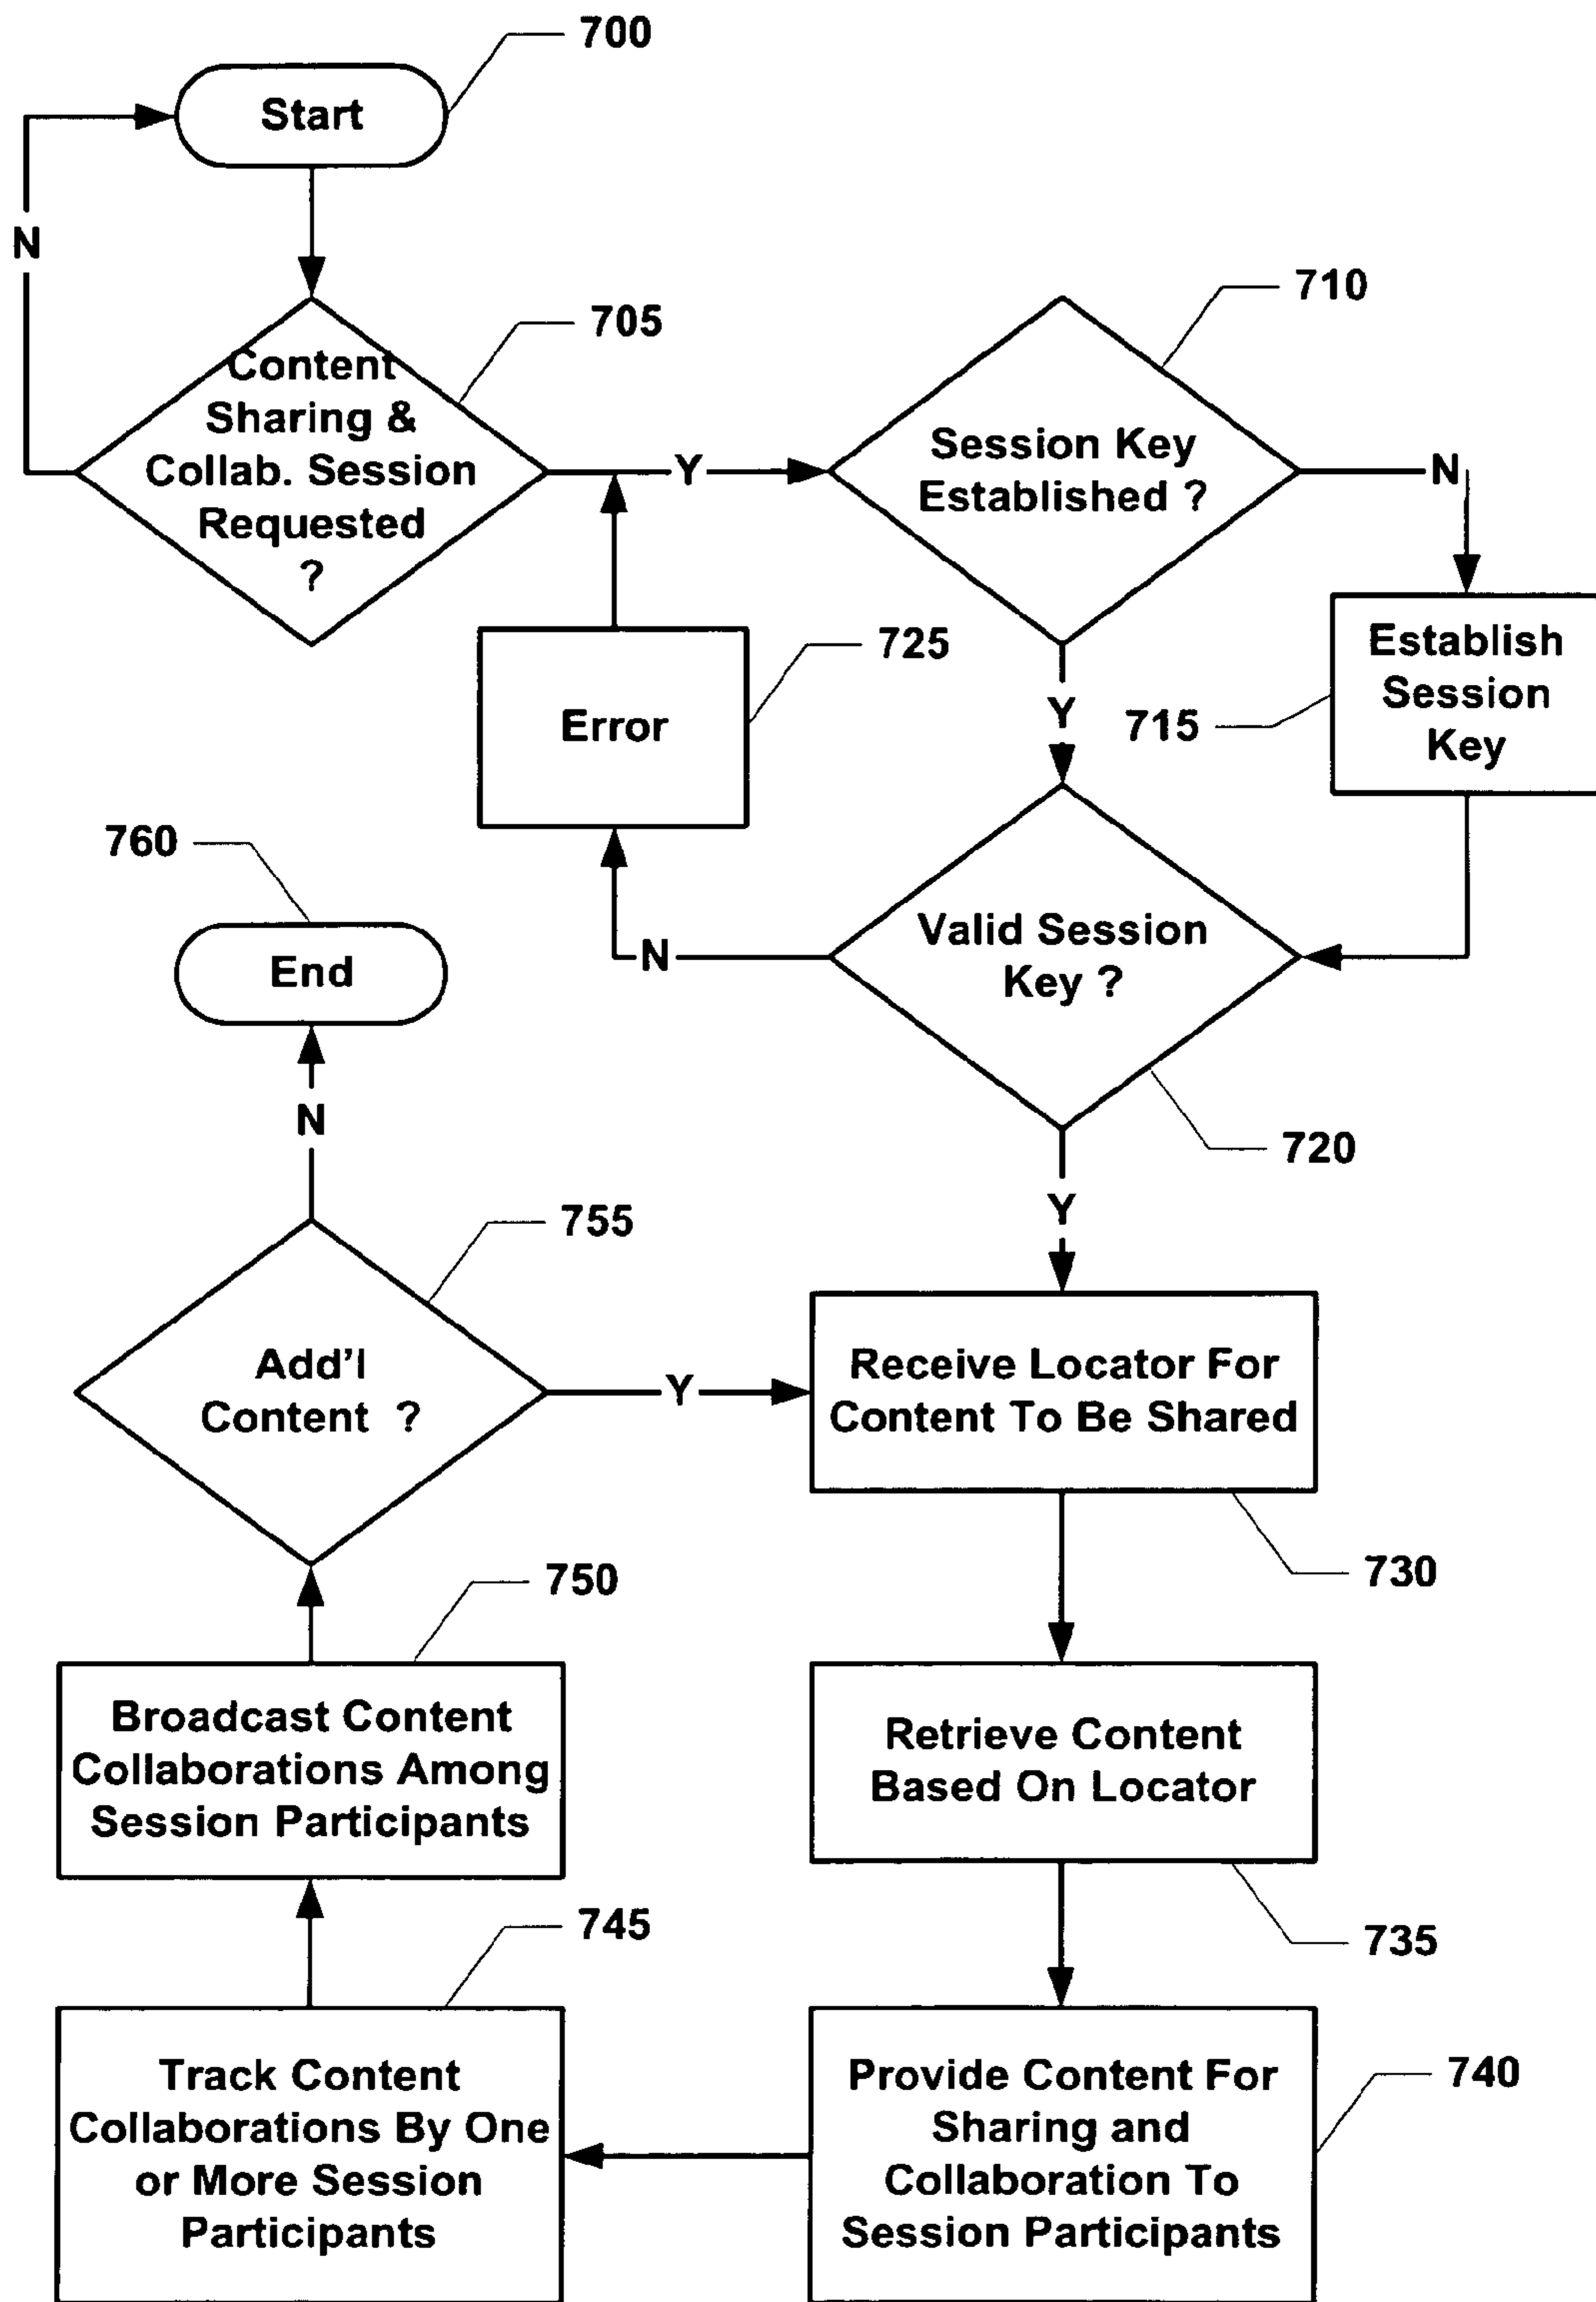 700
Start
N
705
Content
Sharing &
Collab. Session
Requested
?
Y
710
Session Key
Established ?
N
715
Establish
Session
Key
Y
725
Error
N
Valid Session
Key ?
720
Y
760
End
N
755
Add'l
Content ?
Y
Receive Locator For
Content To Be Shared
730
Retrieve Content
Based On Locator
735
Provide Content For
Sharing and
Collaboration To
Session Participants
740
745
Track Content
Collaborations By One
or More Session
Participants
750
Broadcast Content
Collaborations Among
Session Participants